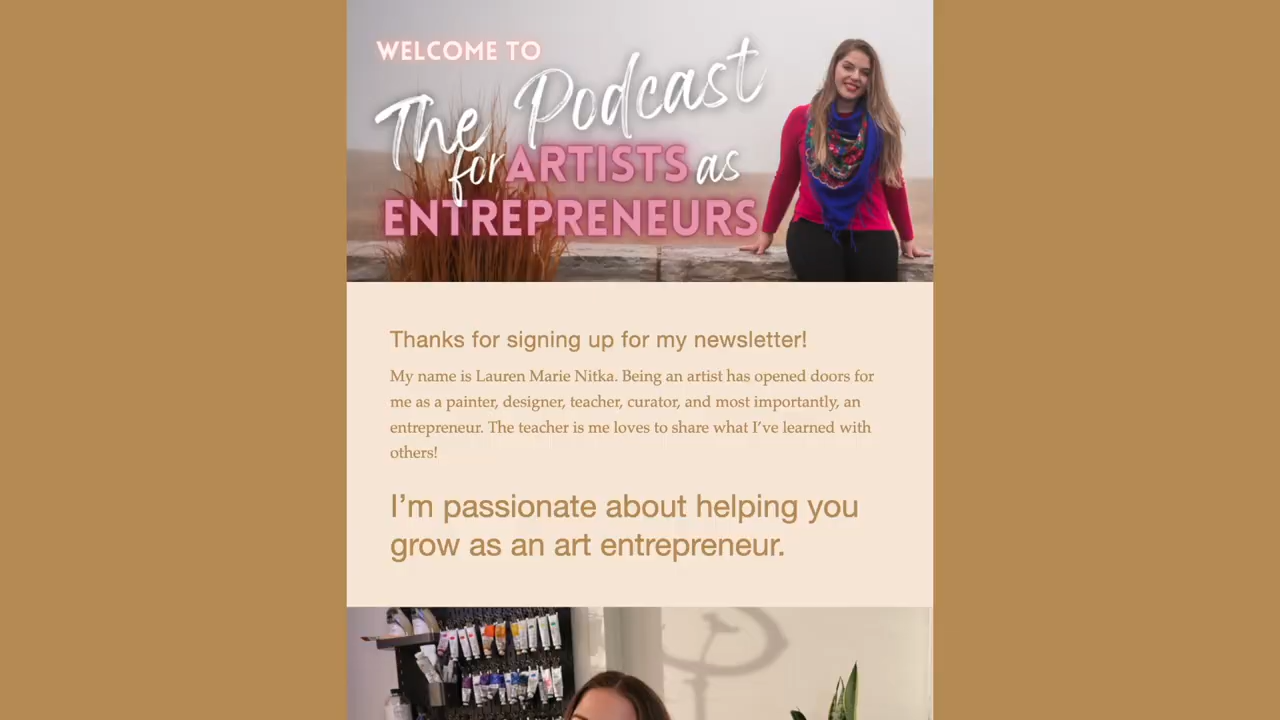 WELCOME TO
The Podcast
for ARTISTS as
ENTREPRENEURS
Thanks for signing up for my newsletter!
My name is Lauren Marie Nitka. Being an artist has opened doors for
me as a painter, designer, teacher, curator, and most importantly, an
entrepreneur. The teacher is me loves to share what I’ve learned with
others!
I’m passionate about helping you
grow as an art entrepreneur.